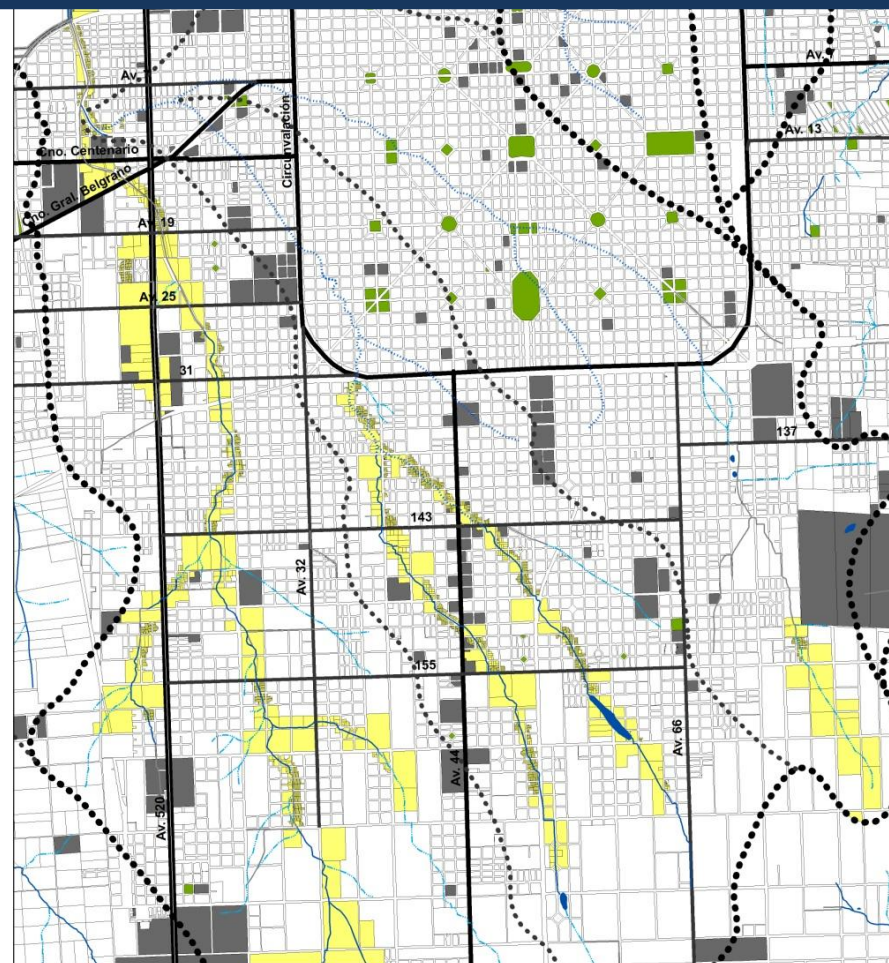 Av.
Av.
Circunvalación
Av. 13
Cno. Centenario
Cno. Gral. Belgrano
Av. 19
Av. 25
31
137
143
Av. 32
155
Av. 44
Av. 66
Av. 520